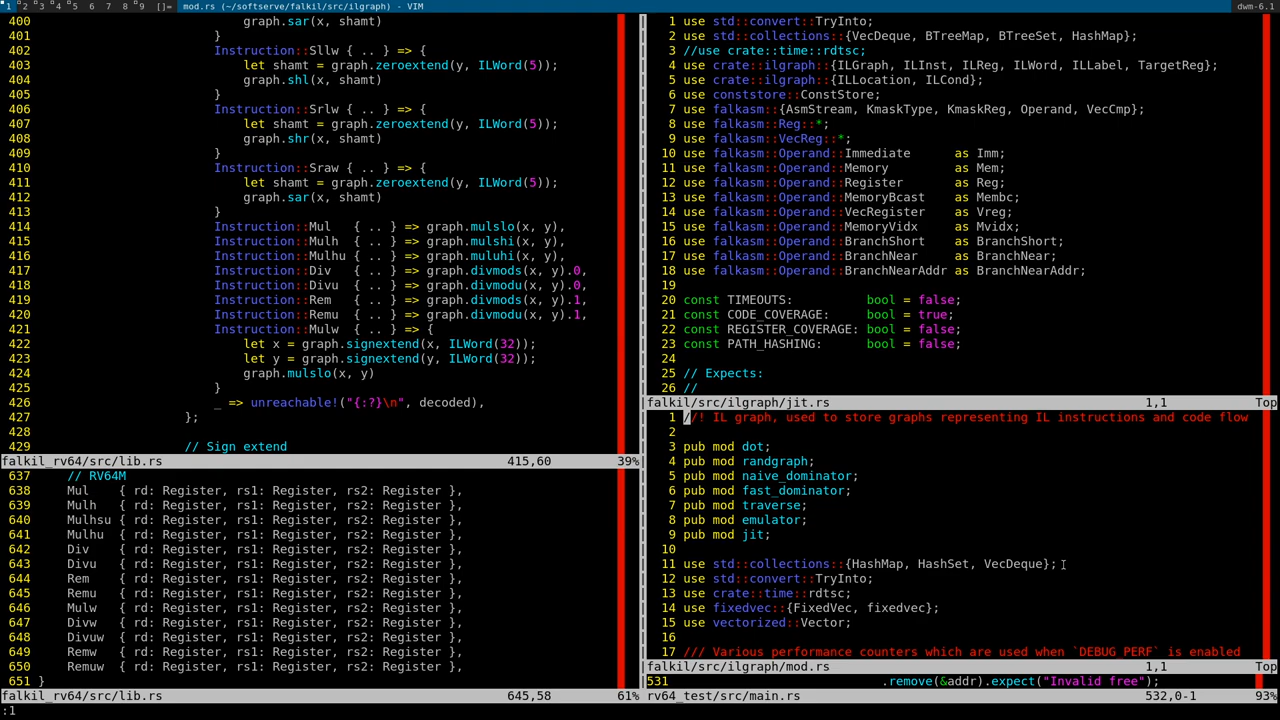 1 2 3 4 5 6 7 8 9 []= mod.rs (~/softserve/falkil/src/ilgraph) - VIM dwm-6.1
400 graph.sar(x, shamt)
401 }
402 Instruction::Sllw { .. } => {
403 let shamt = graph.zeroextend(y, ILWord(5));
404 graph.shl(x, shamt)
405 }
406 Instruction::Srlw { .. } => {
407 let shamt = graph.zeroextend(y, ILWord(5));
408 graph.shr(x, shamt)
409 }
410 Instruction::Sraw { .. } => {
411 let shamt = graph.zeroextend(y, ILWord(5));
412 graph.sar(x, shamt)
413 }
414 Instruction::Mul { .. } => graph.mulslo(x, y),
415 Instruction::Mulh { .. } => graph.mulshi(x, y),
416 Instruction::Mulhu { .. } => graph.muluhi(x, y),
417 Instruction::Div { .. } => graph.divmods(x, y).0,
418 Instruction::Divu { .. } => graph.divmodu(x, y).0,
419 Instruction::Rem { .. } => graph.divmods(x, y).1,
420 Instruction::Remu { .. } => graph.divmodu(x, y).1,
421 Instruction::Mulw { .. } => {
422 let x = graph.signextend(x, ILWord(32));
423 let y = graph.signextend(y, ILWord(32));
424 graph.mulslo(x, y)
425 }
426 _ => unreachable!("{:?}\n", decoded),
427 };
428
429 // Sign extend
falkil_rv64/src/lib.rs 415,60 39%
637 // RV64M
638 Mul { rd: Register, rs1: Register, rs2: Register },
639 Mulh { rd: Register, rs1: Register, rs2: Register },
640 Mulhsu { rd: Register, rs1: Register, rs2: Register },
641 Mulhu { rd: Register, rs1: Register, rs2: Register },
642 Div { rd: Register, rs1: Register, rs2: Register },
643 Divu { rd: Register, rs1: Register, rs2: Register },
644 Rem { rd: Register, rs1: Register, rs2: Register },
645 Remu { rd: Register, rs1: Register, rs2: Register },
646 Mulw { rd: Register, rs1: Register, rs2: Register },
647 Divw { rd: Register, rs1: Register, rs2: Register },
648 Divuw { rd: Register, rs1: Register, rs2: Register },
649 Remw { rd: Register, rs1: Register, rs2: Register },
650 Remuw { rd: Register, rs1: Register, rs2: Register },
651 }
falkil_rv64/src/lib.rs 645,58 61%
:1
1 use std::convert::TryInto;
2 use std::collections::{VecDeque, BTreeMap, BTreeSet, HashMap};
3 //use crate::time::rdtsc;
4 use crate::ilgraph::{ILGraph, ILInst, ILReg, ILWord, ILLabel, TargetReg};
5 use crate::ilgraph::{ILLocation, ILCond};
6 use conststore::ConstStore;
7 use falkasm::{AsmStream, KmaskType, KmaskReg, Operand, VecCmp};
8 use falkasm::Reg::*;
9 use falkasm::VecReg::*;
10 use falkasm::Operand::Immediate as Imm;
11 use falkasm::Operand::Memory as Mem;
12 use falkasm::Operand::Register as Reg;
13 use falkasm::Operand::MemoryBcast as Membc;
14 use falkasm::Operand::VecRegister as Vreg;
15 use falkasm::Operand::MemoryVidx as Mvidx;
16 use falkasm::Operand::BranchShort as BranchShort;
17 use falkasm::Operand::BranchNear as BranchNear;
18 use falkasm::Operand::BranchNearAddr as BranchNearAddr;
19
20 const TIMEOUTS: bool = false;
21 const CODE_COVERAGE: bool = true;
22 const REGISTER_COVERAGE: bool = false;
23 const PATH_HASHING: bool = false;
24
25 // Expects:
26 //
falkil/src/ilgraph/jit.rs 1,1 Top
1 //! IL graph, used to store graphs representing IL instructions and code flow
2
3 pub mod dot;
4 pub mod randgraph;
5 pub mod naive_dominator;
6 pub mod fast_dominator;
7 pub mod traverse;
8 pub mod emulator;
9 pub mod jit;
10
11 use std::collections::{HashMap, HashSet, VecDeque};
12 use std::convert::TryInto;
13 use crate::time::rdtsc;
14 use fixedvec::{FixedVec, fixedvec};
15 use vectorized::Vector;
16
17 /// Various performance counters which are used when `DEBUG_PERF` is enabled
falkil/src/ilgraph/mod.rs 1,1 Top
531 .remove(&addr).expect("Invalid free");
rv64_test/src/main.rs 532,0-1 93%